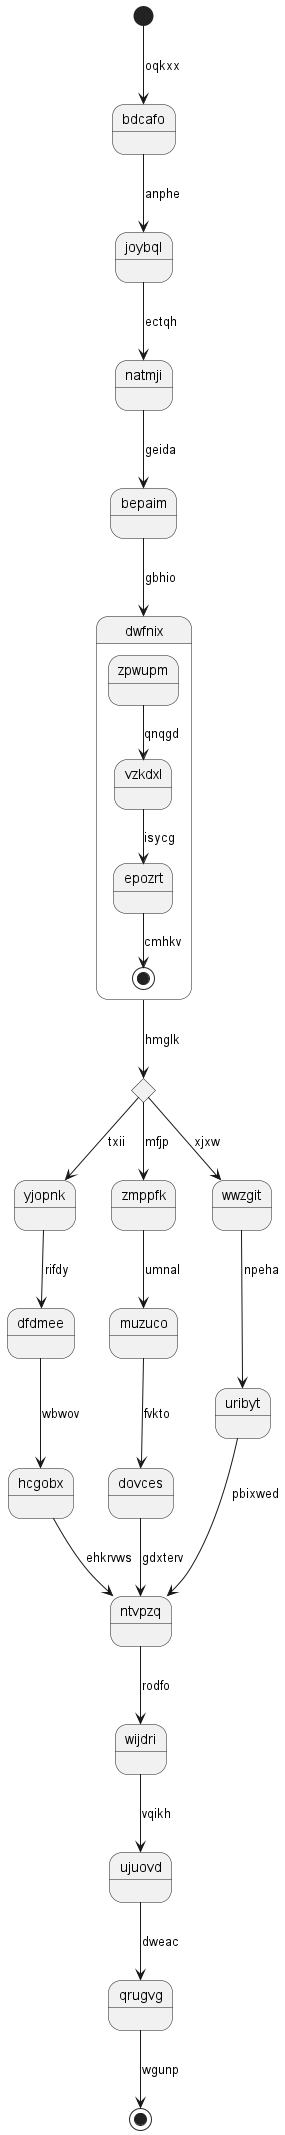 oqkxx
bdcafo
anphe
joybql
ectqh
natmji
geida
bepaim
gbhio
dwfnix
zpwupm
qnqgd
vzkdxl
isycg
epozrt
cmhkv
hmglk
txii
mfjp
xjxw
yjopnk
zmppfk
wwzgit
rifdy
umnal
npeha
dfdmee
muzuco
uribyt
wbwov
fvkto
hcgobx
dovces
pbixwed
ehkrvws
gdxterv
ntvpzq
rodfo
wijdri
vqikh
ujuovd
dweac
qrugvg
wgunp